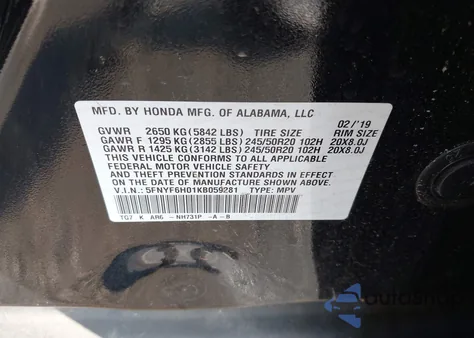 MFD. BY HONDA MFG. OF ALABAMA, LLC 02/'19
GVWR 2650 KG (5842 LBS) TIRE SIZE RIM SIZE
GAWR F 1295 KG (2855 LBS) 245/50R20 102H 20X8.0J
GAWR R 1425 KG (3142 LBS) 245/50R20 102H 20X8.0J
THIS VEHICLE CONFORMS TO ALL APPLICABLE
FEDERAL MOTOR VEHICLE SAFETY
AND THEFT PREVENTION STANDARDS IN EFFECT
ON THE DATE OF MANUFACTURE SHOWN ABOVE.
V.I.N.: 5FNYF6H01KB059281 TYPE: MPV
TG7 K AR6 -NH731P -A-B